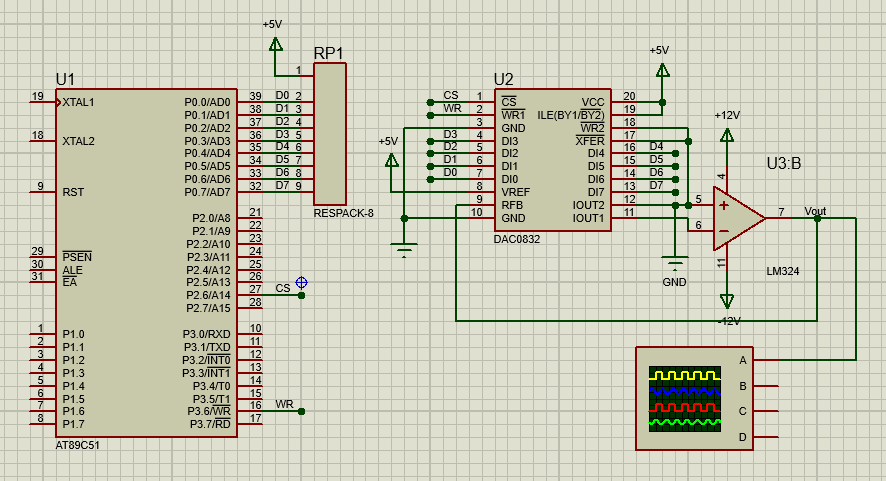 +5V
RP1
1
U1
19 XTAL1
18 XTAL2
9 RST
29 PSEN
30 ALE
31 EA
1 P1.0
2 P1.1
3 P1.2
4 P1.3
5 P1.4
6 P1.5
7 P1.6
8 P1.7
P0.0/AD0 39 D0 2
P0.1/AD1 38 D1 3
P0.2/AD2 37 D2 4
P0.3/AD3 36 D3 5
P0.4/AD4 35 D4 6
P0.5/AD5 34 D5 7
P0.6/AD6 33 D6 8
P0.7/AD7 32 D7 9
RESPACK-8
P2.0/A8 21
P2.1/A9 22
P2.2/A10 23
P2.3/A11 24
P2.4/A12 25
P2.5/A13 26
P2.6/A14 27 CS
P2.7/A15 28
P3.0/RXD 10
P3.1/TXD 11
P3.2/INT0 12
P3.3/INT1 13
P3.4/T0 14
P3.5/T1 15
P3.6/WR 16 WR
P3.7/RD 17
AT89C51
U2
CS 1 CS
WR 2 WR1
3 GND
D3 4 DI3
D2 5 DI2
D1 6 DI1
D0 7 DI0
+5V
8 VREF
9 RFB
10 GND
+5V
VCC 20
ILE(BY1/BY2) 19
WR2 18
XFER 17
DI4 16 D4
DI5 15 D5
DI6 14 D6
DI7 13 D7
IOUT2 12
IOUT1 11
DAC0832
GND
+12V
U3:B
4
5
6
7
11
Vout
LM324
-12V
A
B
C
D